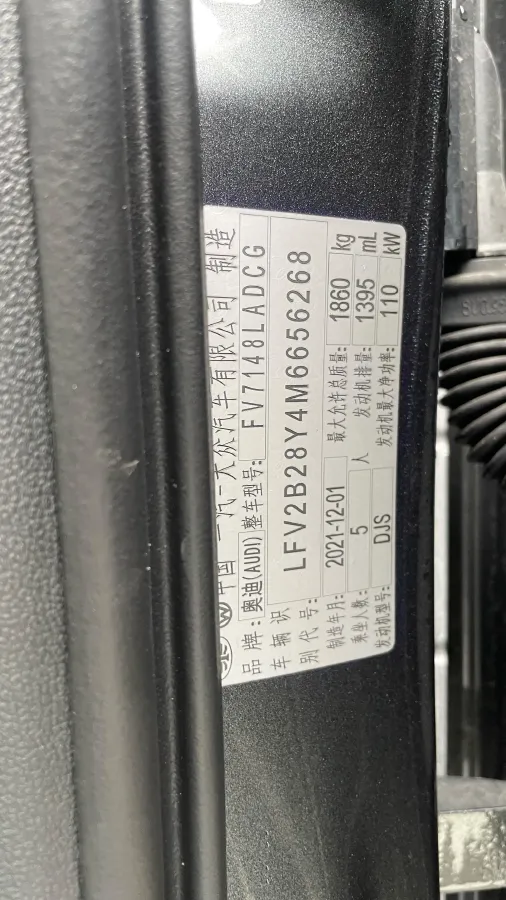 中国 一汽-大众汽车有限公司 制造
品牌:奥迪(AUDI) 整车型号: FV7148LADCG
车辆识别代号: LFV2B28Y4M6656268
制造年月: 2021-12-01 最大允许总质量: 1860 kg
乘坐人数: 5 人 发动机排量: 1395 mL
发动机型号: DJS 发动机最大净功率: 110 kW